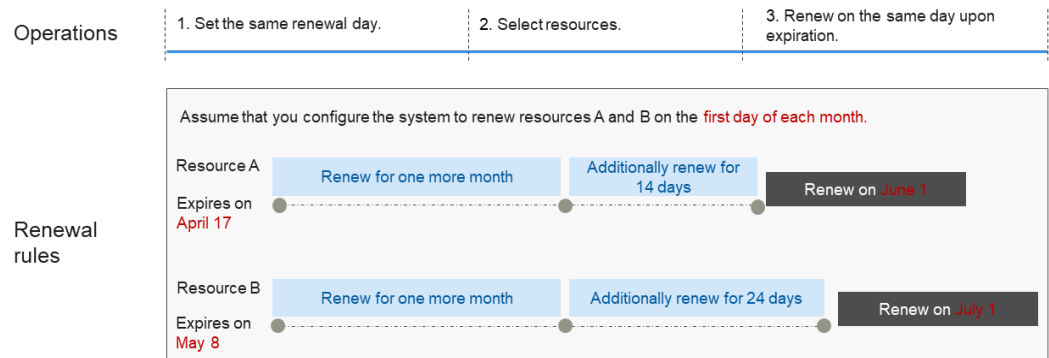 Operations
1. Set the same renewal day.
2. Select resources.
3. Renew on the same day upon
expiration.
Renewal
rules
Assume that you configure the system to renew resources A and B on the first day of each month.
Resource A
Expires on
April 17
Renew for one more month
Additionally renew for
14 days
Renew on June 1
Resource B
Expires on
May 8
Renew for one more month
Additionally renew for 24 days
Renew on July 1